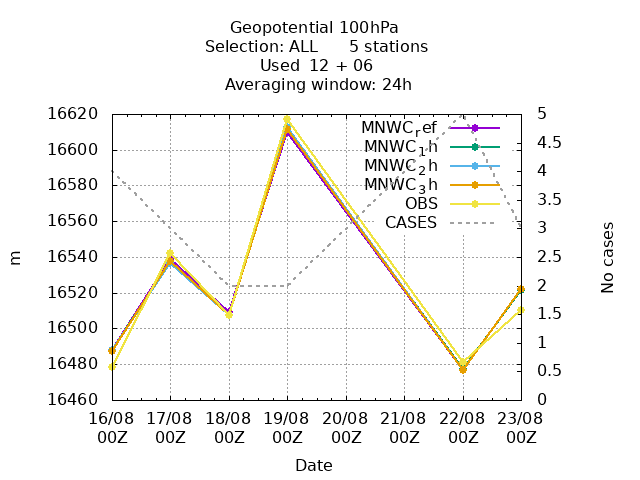 Geopotential 100hPa
Selection: ALL 5 stations
Used 12 + 06
Averaging window: 24h
MNWC_ref
MNWC_1h
MNWC_2h
MNWC_3h
OBS
CASES
16620
16600
16580
16560
16540
16520
16500
16480
16460
m
5
4.5
4
3.5
3
2.5
2
1.5
1
0.5
0
No cases
16/08 17/08 18/08 19/08 20/08 21/08 22/08 23/08
00Z 00Z 00Z 00Z 00Z 00Z 00Z 00Z
Date